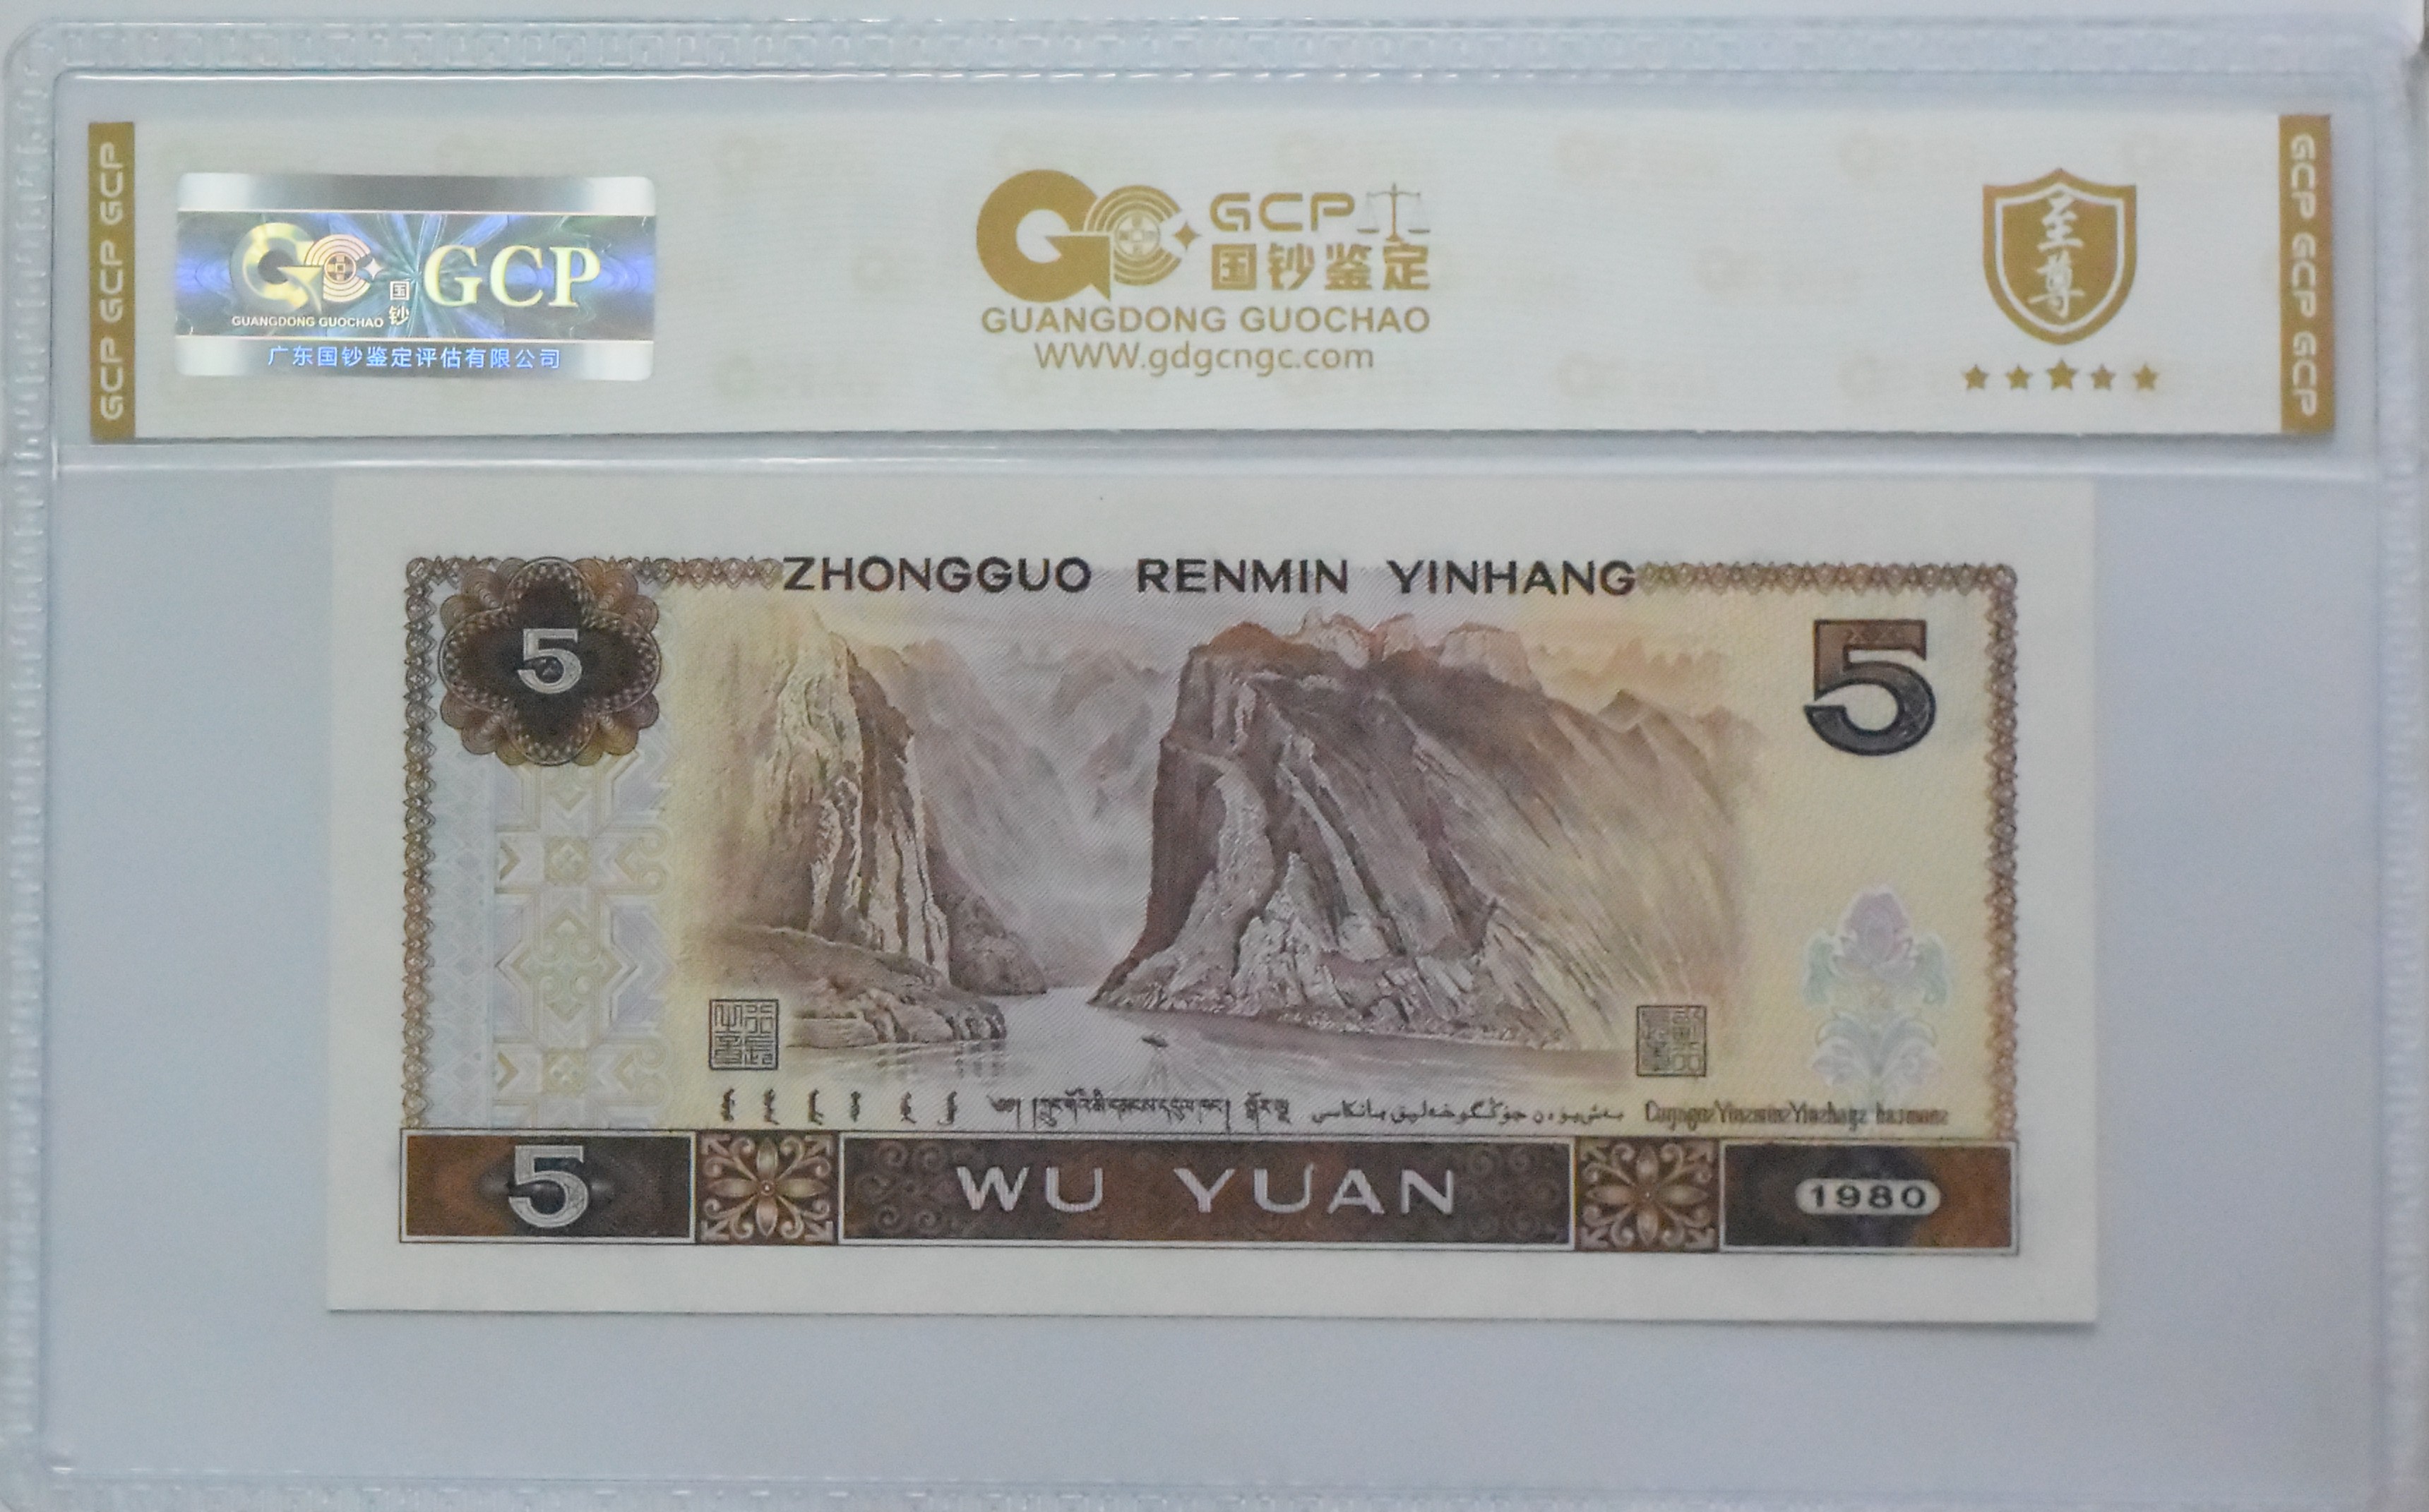 GCP GCP GCP
国钞
GCP
GUANGDONG GUOCHAO
广东国钞鉴定评估有限公司
GCP
国钞鉴定
GUANGDONG GUOCHAO
WWW.gdgcngc.com
至尊
GCP GCP GCP
ZHONGGUO RENMIN YINHANG
5
5
5
WU YUAN
1980